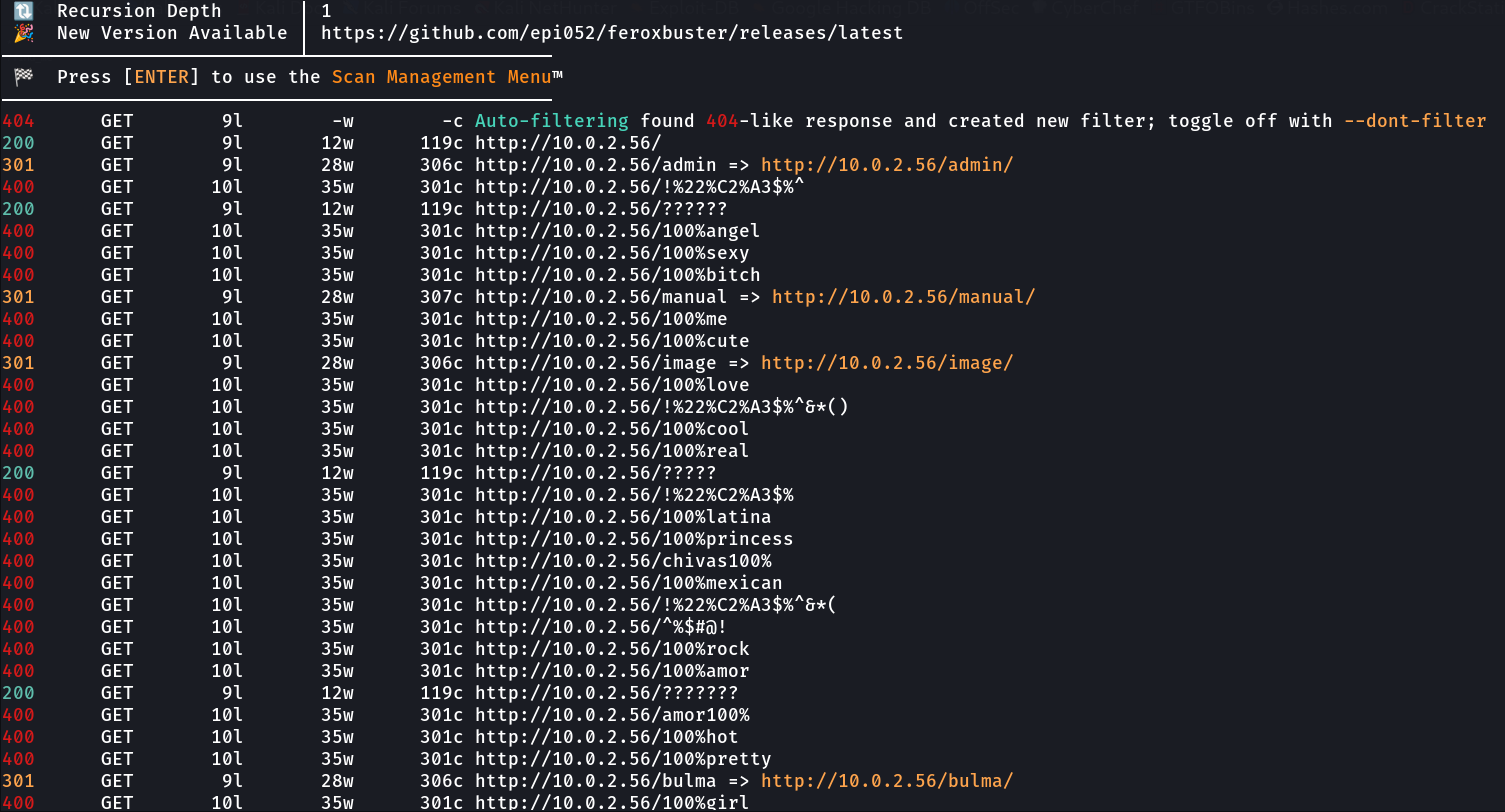 🔃 Recursion Depth │ 1
🎉 New Version Available │ https://github.com/epi052/feroxbuster/releases/latest
🏁 Press [ENTER] to use the Scan Management Menu™
404 GET 9l -w -c Auto-filtering found 404-like response and created new filter; toggle off with --dont-filter
200 GET 9l 12w 119c http://10.0.2.56/
301 GET 9l 28w 306c http://10.0.2.56/admin => http://10.0.2.56/admin/
400 GET 10l 35w 301c http://10.0.2.56/!%22%C2%A3$%^
200 GET 9l 12w 119c http://10.0.2.56/??????
400 GET 10l 35w 301c http://10.0.2.56/100%angel
400 GET 10l 35w 301c http://10.0.2.56/100%sexy
400 GET 10l 35w 301c http://10.0.2.56/100%bitch
301 GET 9l 28w 307c http://10.0.2.56/manual => http://10.0.2.56/manual/
400 GET 10l 35w 301c http://10.0.2.56/100%me
400 GET 10l 35w 301c http://10.0.2.56/100%cute
301 GET 9l 28w 306c http://10.0.2.56/image => http://10.0.2.56/image/
400 GET 10l 35w 301c http://10.0.2.56/100%love
400 GET 10l 35w 301c http://10.0.2.56/!%22%C2%A3$%^&*()
400 GET 10l 35w 301c http://10.0.2.56/100%cool
400 GET 10l 35w 301c http://10.0.2.56/100%real
200 GET 9l 12w 119c http://10.0.2.56/?????
400 GET 10l 35w 301c http://10.0.2.56/!%22%C2%A3$%
400 GET 10l 35w 301c http://10.0.2.56/100%latina
400 GET 10l 35w 301c http://10.0.2.56/100%princess
400 GET 10l 35w 301c http://10.0.2.56/chivas100%
400 GET 10l 35w 301c http://10.0.2.56/100%mexican
400 GET 10l 35w 301c http://10.0.2.56/!%22%C2%A3$%^&*(
400 GET 10l 35w 301c http://10.0.2.56/^%$#@!
400 GET 10l 35w 301c http://10.0.2.56/100%rock
400 GET 10l 35w 301c http://10.0.2.56/100%amor
200 GET 9l 12w 119c http://10.0.2.56/???????
400 GET 10l 35w 301c http://10.0.2.56/amor100%
400 GET 10l 35w 301c http://10.0.2.56/100%hot
400 GET 10l 35w 301c http://10.0.2.56/100%pretty
301 GET 9l 28w 306c http://10.0.2.56/bulma => http://10.0.2.56/bulma/
400 GET 10l 35w 301c http://10.0.2.56/100%girl